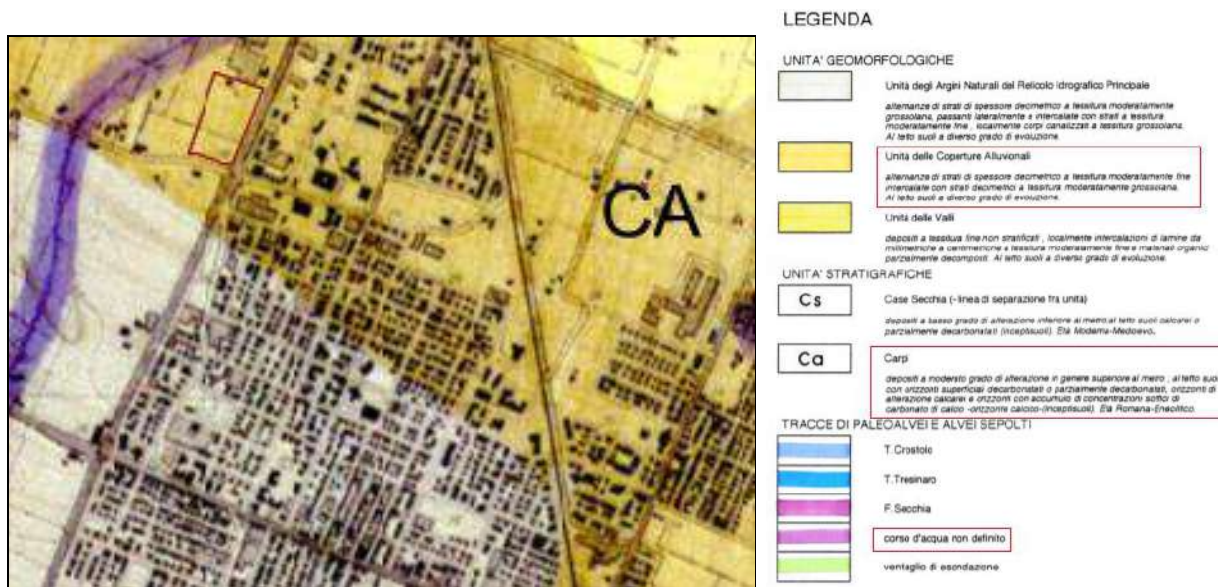 CA
LEGENDA
UNITA' GEOMORFOLOGICHE
Unità degli Argini Naturali del Reticolo Idrografico Principale
alternanze di strati di spessore decimetrico a tessitura moderatamente
grossolana, passanti lateralmente e intercalate con strati a tessitura
moderatamente fine , localmente corpi canalizzati a tessitura grossolana.
Al tetto suoli a diverso grado di evoluzione.
Unità delle Coperture Alluvionali
alternanze di strati di spessore decimetrico a tessitura moderatamente fine
intercalate con strati decimetrici a tessitura moderatamente grossolana.
Al tetto suoli a diverso grado di evoluzione.
Unità delle Valli
depositi a tessitura fine non stratificati , localmente intercalazioni di lamine da
millimetriche a centimetriche a tessitura moderatamente fine e materiali organici
parzialmente decomposti. Al tetto suoli a diverso grado di evoluzione.
UNITA' STRATIGRAFICHE
Cs
Case Secchia (-linea di separazione fra unità)
depositi a basso grado di alterazione inferiore al metro,al tetto suoli calcarei o
parzialmente decarbonatati (inceptisuoli). Età Moderna-Medioevo.
Ca
Carpi
depositi a moderato grado di alterazione in genere superiore al metro , al tetto suoli
con orizzonti superficiali decarbonatati o parzialmente decarbonatati, orizzonti di
alterazione calcarei e orizzonti con accumulo di concentrazioni soffici di
carbonato di calcio -orizzonte calcico-(inceptisuoli). Età Romana-Eneolitico.
TRACCE DI PALEOALVEI E ALVEI SEPOLTI
T. Crostolo
T. Tresinaro
F. Secchia
corso d'acqua non definito
ventaglio di esondazione